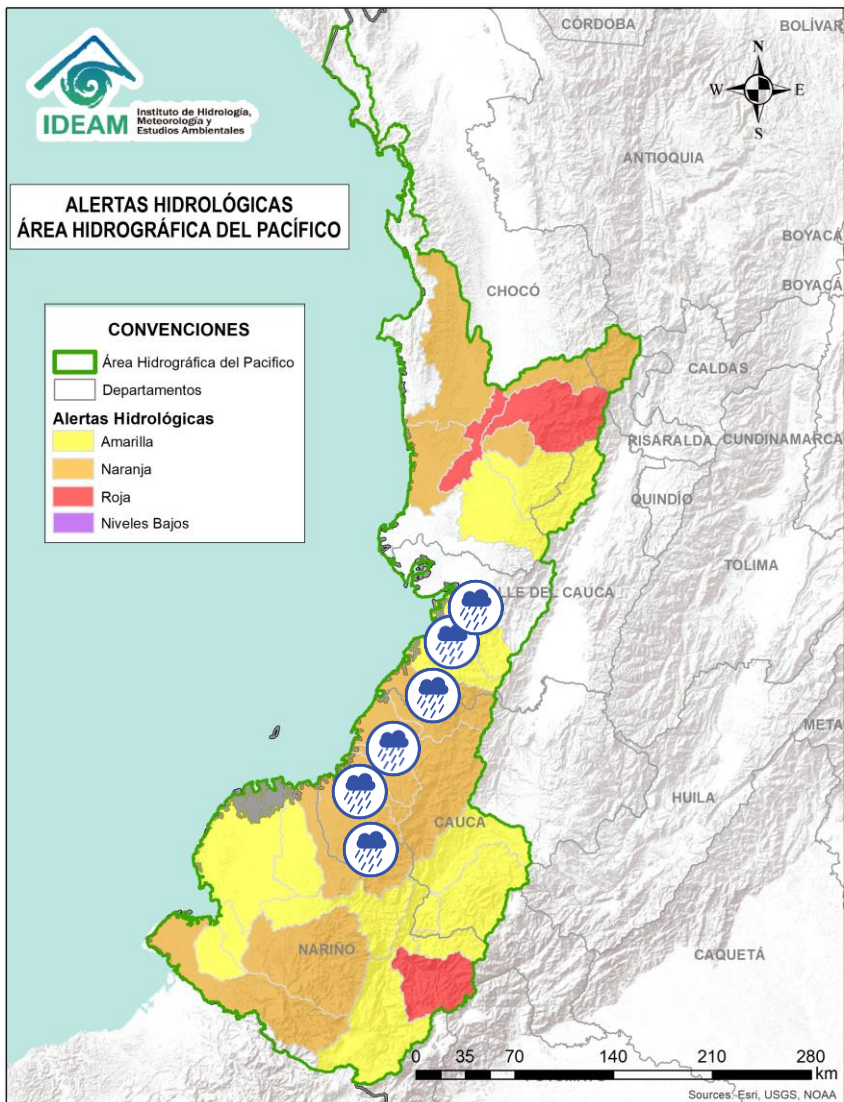 CÓRDOBA
BOLÍVAR
N
W
E
S
IDEAM
Instituto de Hidrología,
Meteorología y
Estudios Ambientales
ANTIOQUIA
ALERTAS HIDROLÓGICAS
ÁREA HIDROGRÁFICA DEL PACÍFICO
BOYACÁ
BOYACÁ
CHOCÓ
CONVENCIONES
Área Hidrográfica del Pacifico
Departamentos
Alertas Hidrológicas
Amarilla
Naranja
Roja
Niveles Bajos
CALDAS
RISARALDA
CUNDINAMARCA
QUINDÍO
TOLIMA
LLE DEL CAUCA
META
HUILA
CAUCA
NARIÑO
CAQUETÁ
0 35 70 140 210 280
km
Sources: Esri, USGS, NOAA